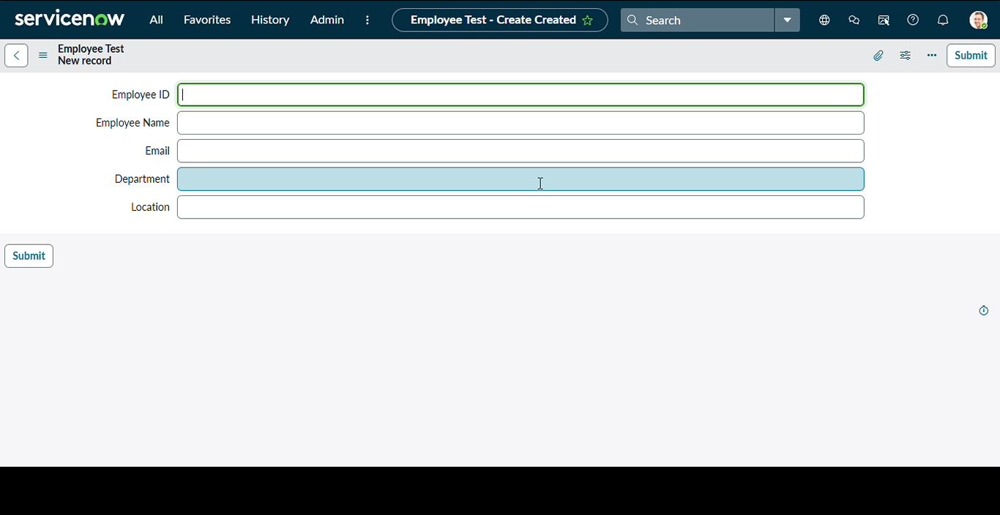 servicenow All Favorites History Admin Employee Test - Create Created Search
Employee Test
New record
Submit
Employee ID
Employee Name
Email
Department
Location
Submit